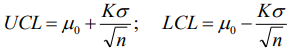 UCL = μ₀ + Kσ/√n ; LCL = μ₀ − Kσ/√n